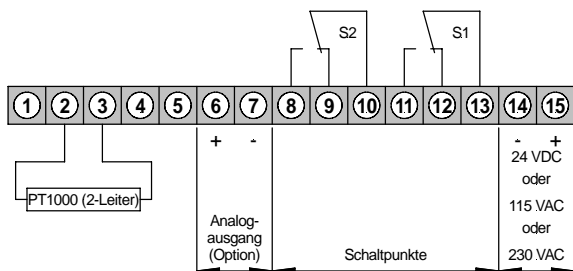 S2 S1
1 2 3 4 5 6 7 8 9 10 11 12 13 14 15
+ - - +
PT1000 (2-Leiter)
Analog-
ausgang
(Option)
Schaltpunkte
24 VDC
oder
115 VAC
oder
230 VAC